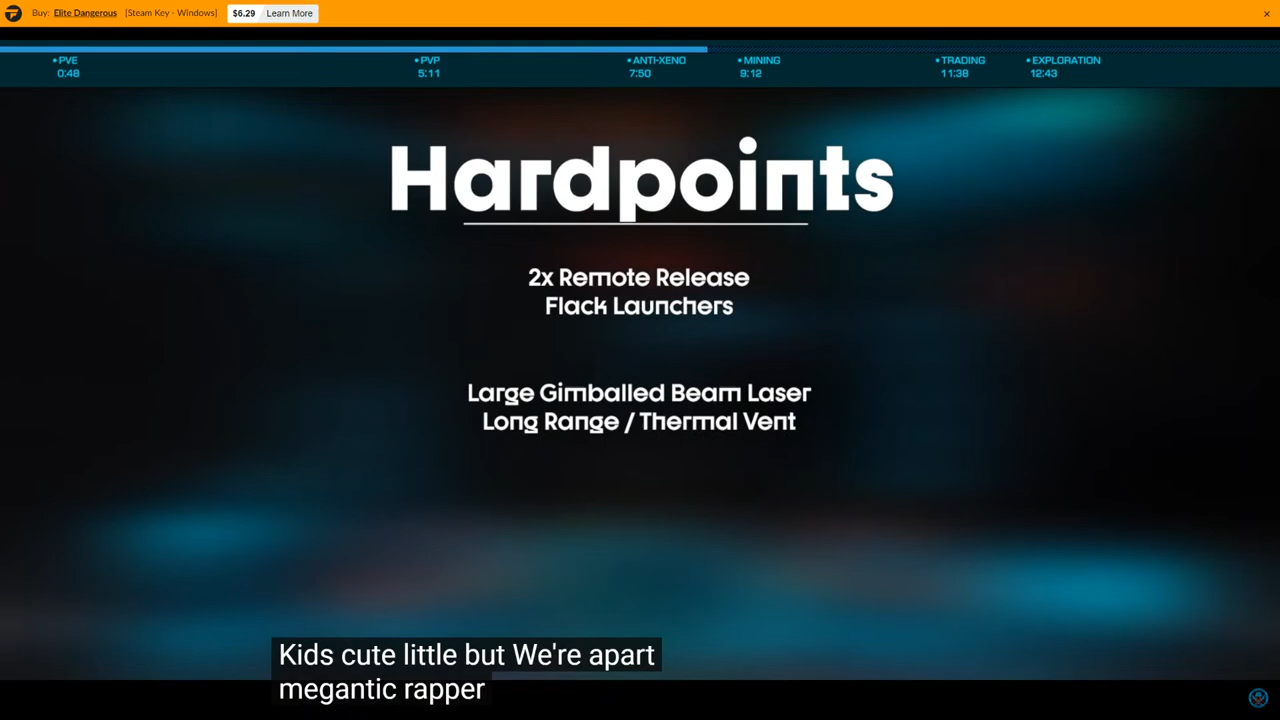 Buy: Elite Dangerous [Steam Key - Windows] $6.29 Learn More ×
• PVE • PVP • ANTI-XENO • MINING • TRADING • EXPLORATION
0:48 5:11 7:50 9:12 11:38 12:43
Hardpoints
2x Remote Release
Flack Launchers
Large Gimballed Beam Laser
Long Range / Thermal Vent
Kids cute little but We're apart
megantic rapper